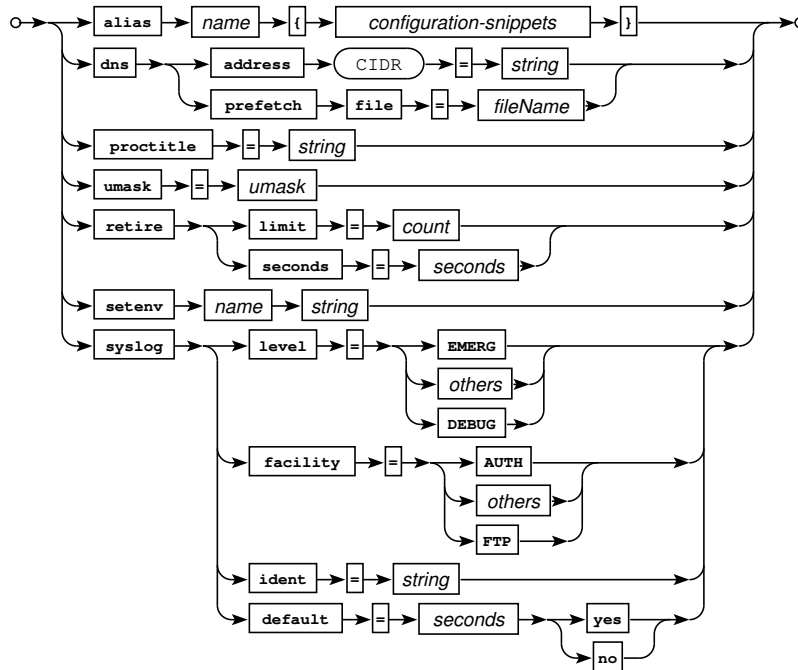 alias name { configuration-snippets }
dns address CIDR = string
prefetch file = fileName
proctitle = string
umask = umask
retire limit = count
seconds = seconds
setenv name string
syslog level = EMERG
others
DEBUG
facility = AUTH
others
FTP
ident = string
default = seconds yes
no